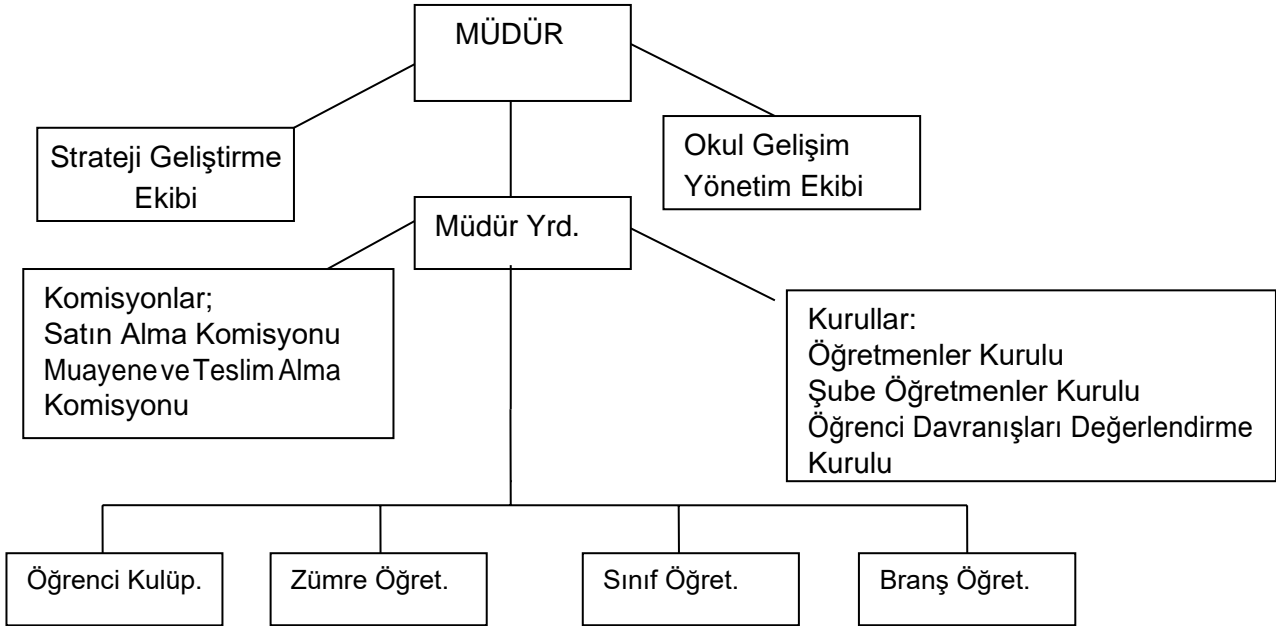 MÜDÜR
Strateji Geliştirme
Ekibi
Okul Gelişim
Yönetim Ekibi
Müdür Yrd.
Komisyonlar;
Satın Alma Komisyonu
Muayene ve Teslim Alma
Komisyonu
Kurullar:
Öğretmenler Kurulu
Şube Öğretmenler Kurulu
Öğrenci Davranışları Değerlendirme
Kurulu
Öğrenci Kulüp.
Zümre Öğret.
Sınıf Öğret.
Branş Öğret.